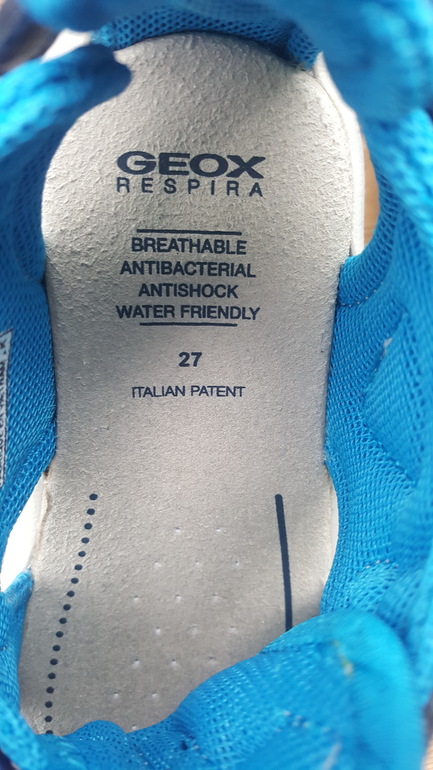 GEOX
RESPIRA
BREATHABLE
ANTIBACTERIAL
ANTISHOCK
WATER FRIENDLY
27
ITALIAN PATENT